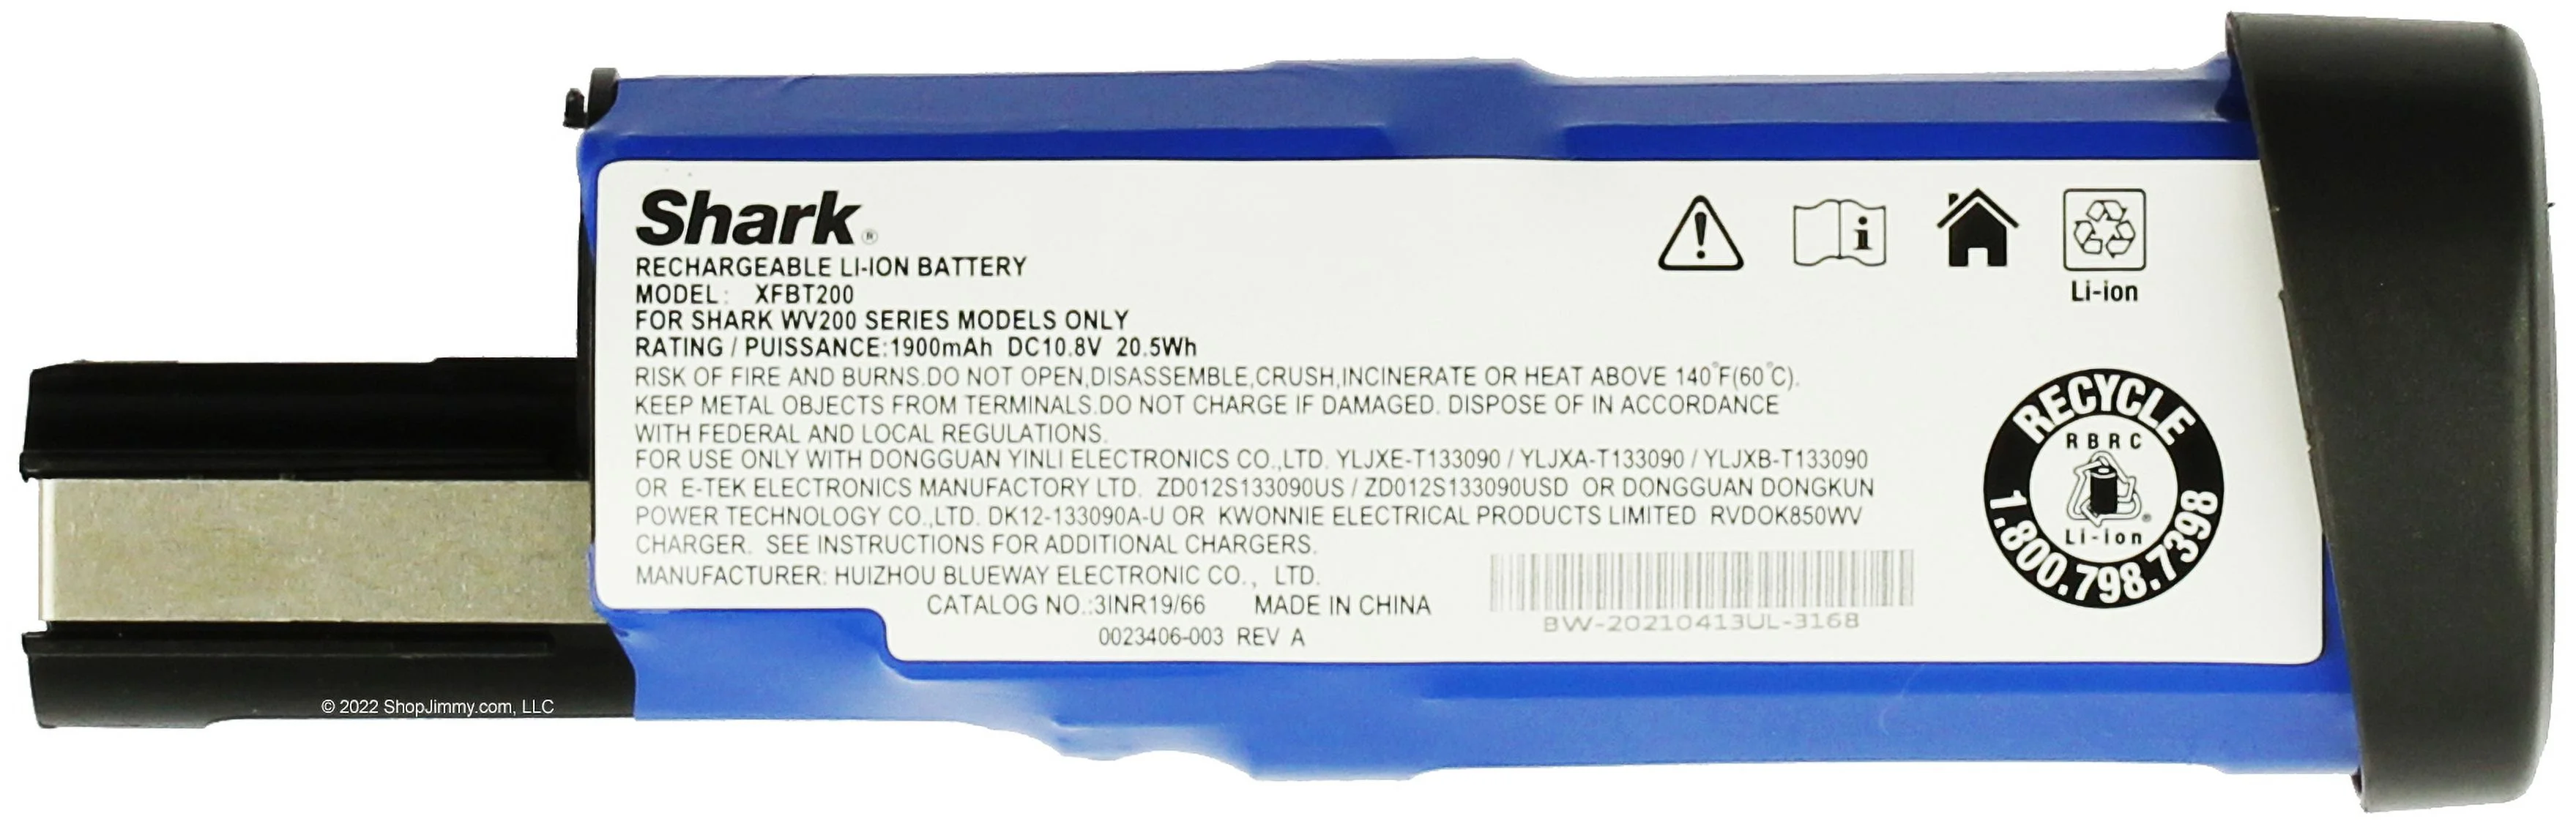 Shark®
RECHARGEABLE LI-ION BATTERY
MODEL: XFBT200
FOR SHARK WV200 SERIES MODELS ONLY
RATING / PUISSANCE:1900mAh DC10.8V 20.5Wh
RISK OF FIRE AND BURNS.DO NOT OPEN,DISASSEMBLE,CRUSH,INCINERATE OR HEAT ABOVE 140°F(60°C).
KEEP METAL OBJECTS FROM TERMINALS.DO NOT CHARGE IF DAMAGED. DISPOSE OF IN ACCORDANCE
WITH FEDERAL AND LOCAL REGULATIONS.
FOR USE ONLY WITH DONGGUAN YINLI ELECTRONICS CO.,LTD. YLJXE-T133090 / YLJXA-T133090 / YLJXB-T133090
OR E-TEK ELECTRONICS MANUFACTORY LTD. ZD012S133090US / ZD012S133090USD OR DONGGUAN DONGKUN
POWER TECHNOLOGY CO.,LTD. DK12-133090A-U OR KWONNIE ELECTRICAL PRODUCTS LIMITED RVDOK850WV
CHARGER. SEE INSTRUCTIONS FOR ADDITIONAL CHARGERS.
MANUFACTURER: HUIZHOU BLUEWAY ELECTRONIC CO., LTD.
CATALOG NO.:3INR19/66 MADE IN CHINA
0023406-003 REV A
BW-20210413UL-3168
i
Li-ion
RECYCLE
RBRC
®
Li-ion
1.800.798.7398
© 2022 ShopJimmy.com, LLC